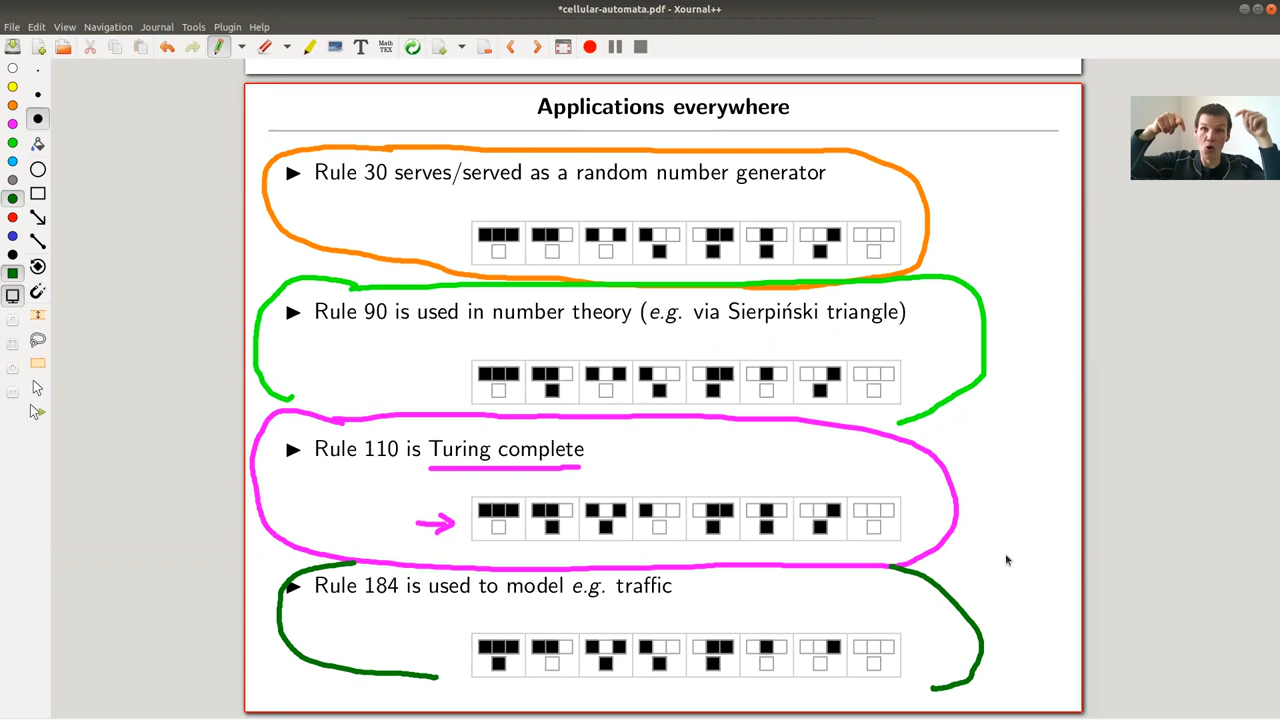 *cellular-automata.pdf - Xournal++
File Edit View Navigation Journal Tools Plugin Help
T Math TEX
Applications everywhere
▶ Rule 30 serves/served as a random number generator
▶ Rule 90 is used in number theory (e.g. via Sierpiński triangle)
▶ Rule 110 is Turing complete
▶ Rule 184 is used to model e.g. traffic